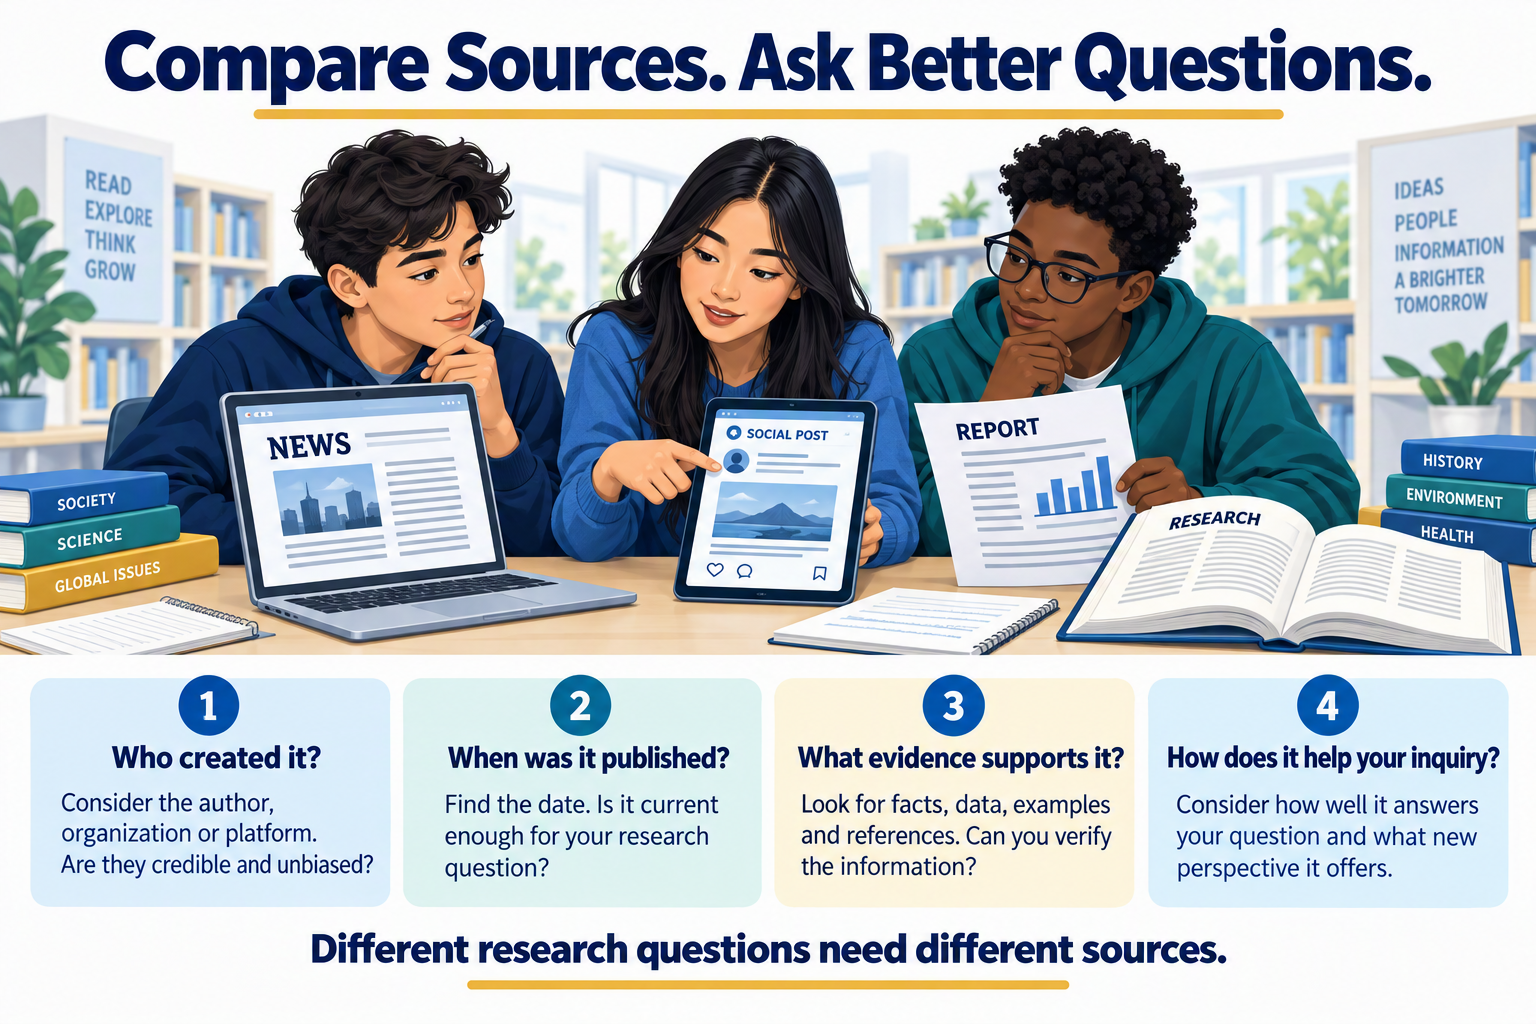 Compare Sources. Ask Better Questions.
READ
EXPLORE
THINK
GROW
IDEAS
PEOPLE
INFORMATION
A BRIGHTER
TOMORROW
NEWS
SOCIAL POST
REPORT
RESEARCH
SOCIETY
SCIENCE
GLOBAL ISSUES
HISTORY
ENVIRONMENT
HEALTH
1
Who created it?
Consider the author,
organization or platform.
Are they credible and unbiased?
2
When was it published?
Find the date. Is it current
enough for your research
question?
3
What evidence supports it?
Look for facts, data, examples
and references. Can you verify
the information?
4
How does it help your inquiry?
Consider how well it answers
your question and what new
perspective it offers.
Different research questions need different sources.